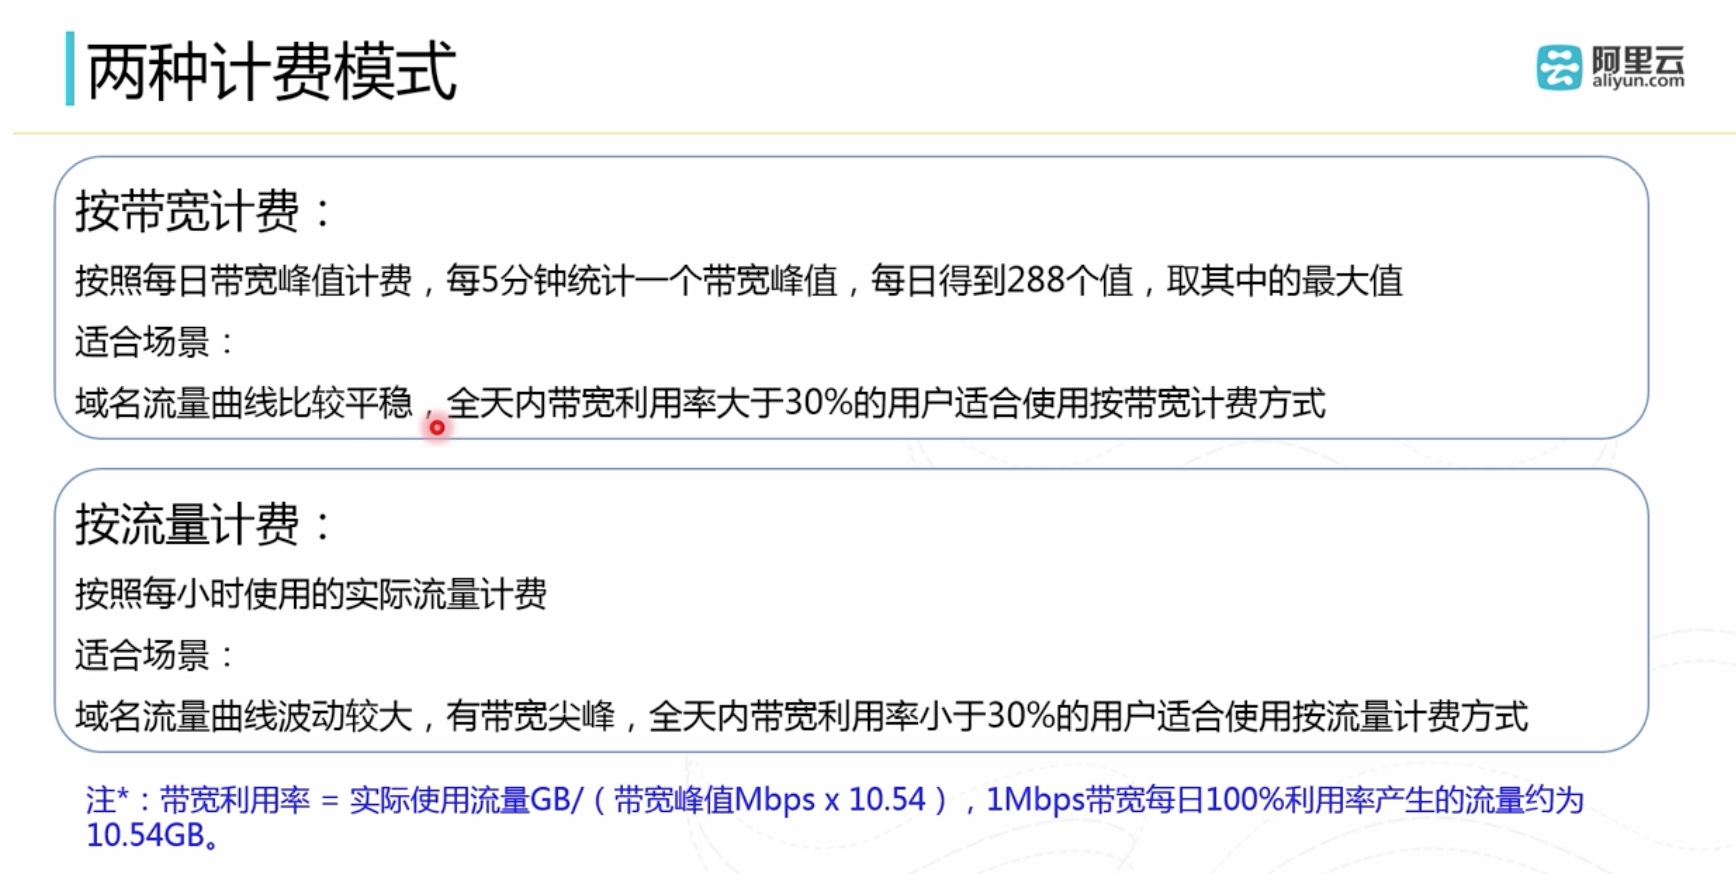 两种计费模式
阿里云
aliyun.com
按带宽计费：
按照每日带宽峰值计费，每5分钟统计一个带宽峰值，每日得到288个值，取其中的最大值
适合场景：
域名流量曲线比较平稳，全天内带宽利用率大于30%的用户适合使用按带宽计费方式
按流量计费：
按照每小时使用的实际流量计费
适合场景：
域名流量曲线波动较大，有带宽尖峰，全天内带宽利用率小于30%的用户适合使用按流量计费方式
注*：带宽利用率 = 实际使用流量GB/（带宽峰值Mbps x 10.54），1Mbps带宽每日100%利用率产生的流量约为
10.54GB。